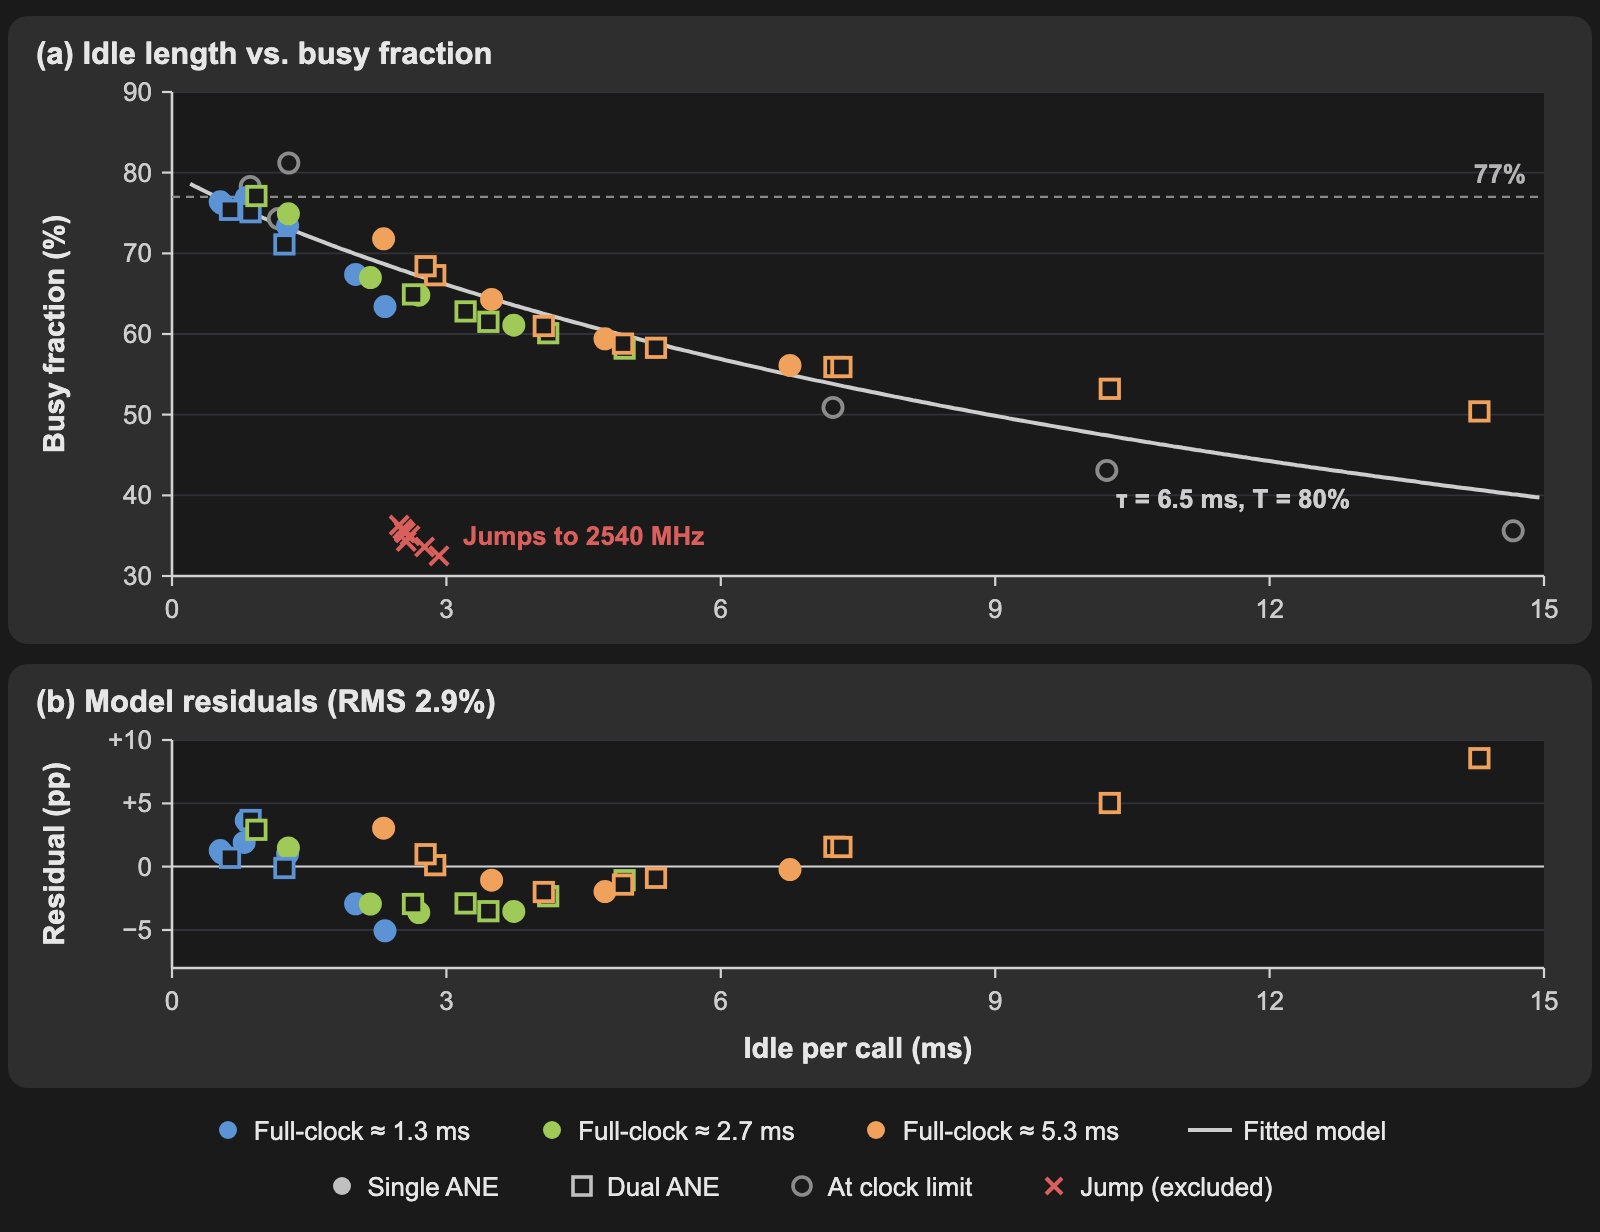 (a) Idle length vs. busy fraction
90
80
70
60
50
40
30
Busy fraction (%)
77%
τ = 6.5 ms, T = 80%
Jumps to 2540 MHz
0 3 6 9 12 15
(b) Model residuals (RMS 2.9%)
+10
+5
0
−5
Residual (pp)
0 3 6 9 12 15
Idle per call (ms)
Full-clock ≈ 1.3 ms Full-clock ≈ 2.7 ms Full-clock ≈ 5.3 ms Fitted model
Single ANE Dual ANE At clock limit Jump (excluded)